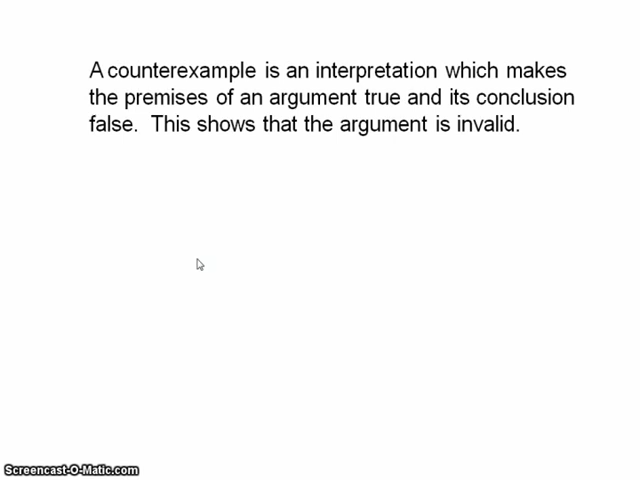 A counterexample is an interpretation which makes
the premises of an argument true and its conclusion
false.  This shows that the argument is invalid.
Screencast-O-Matic.com